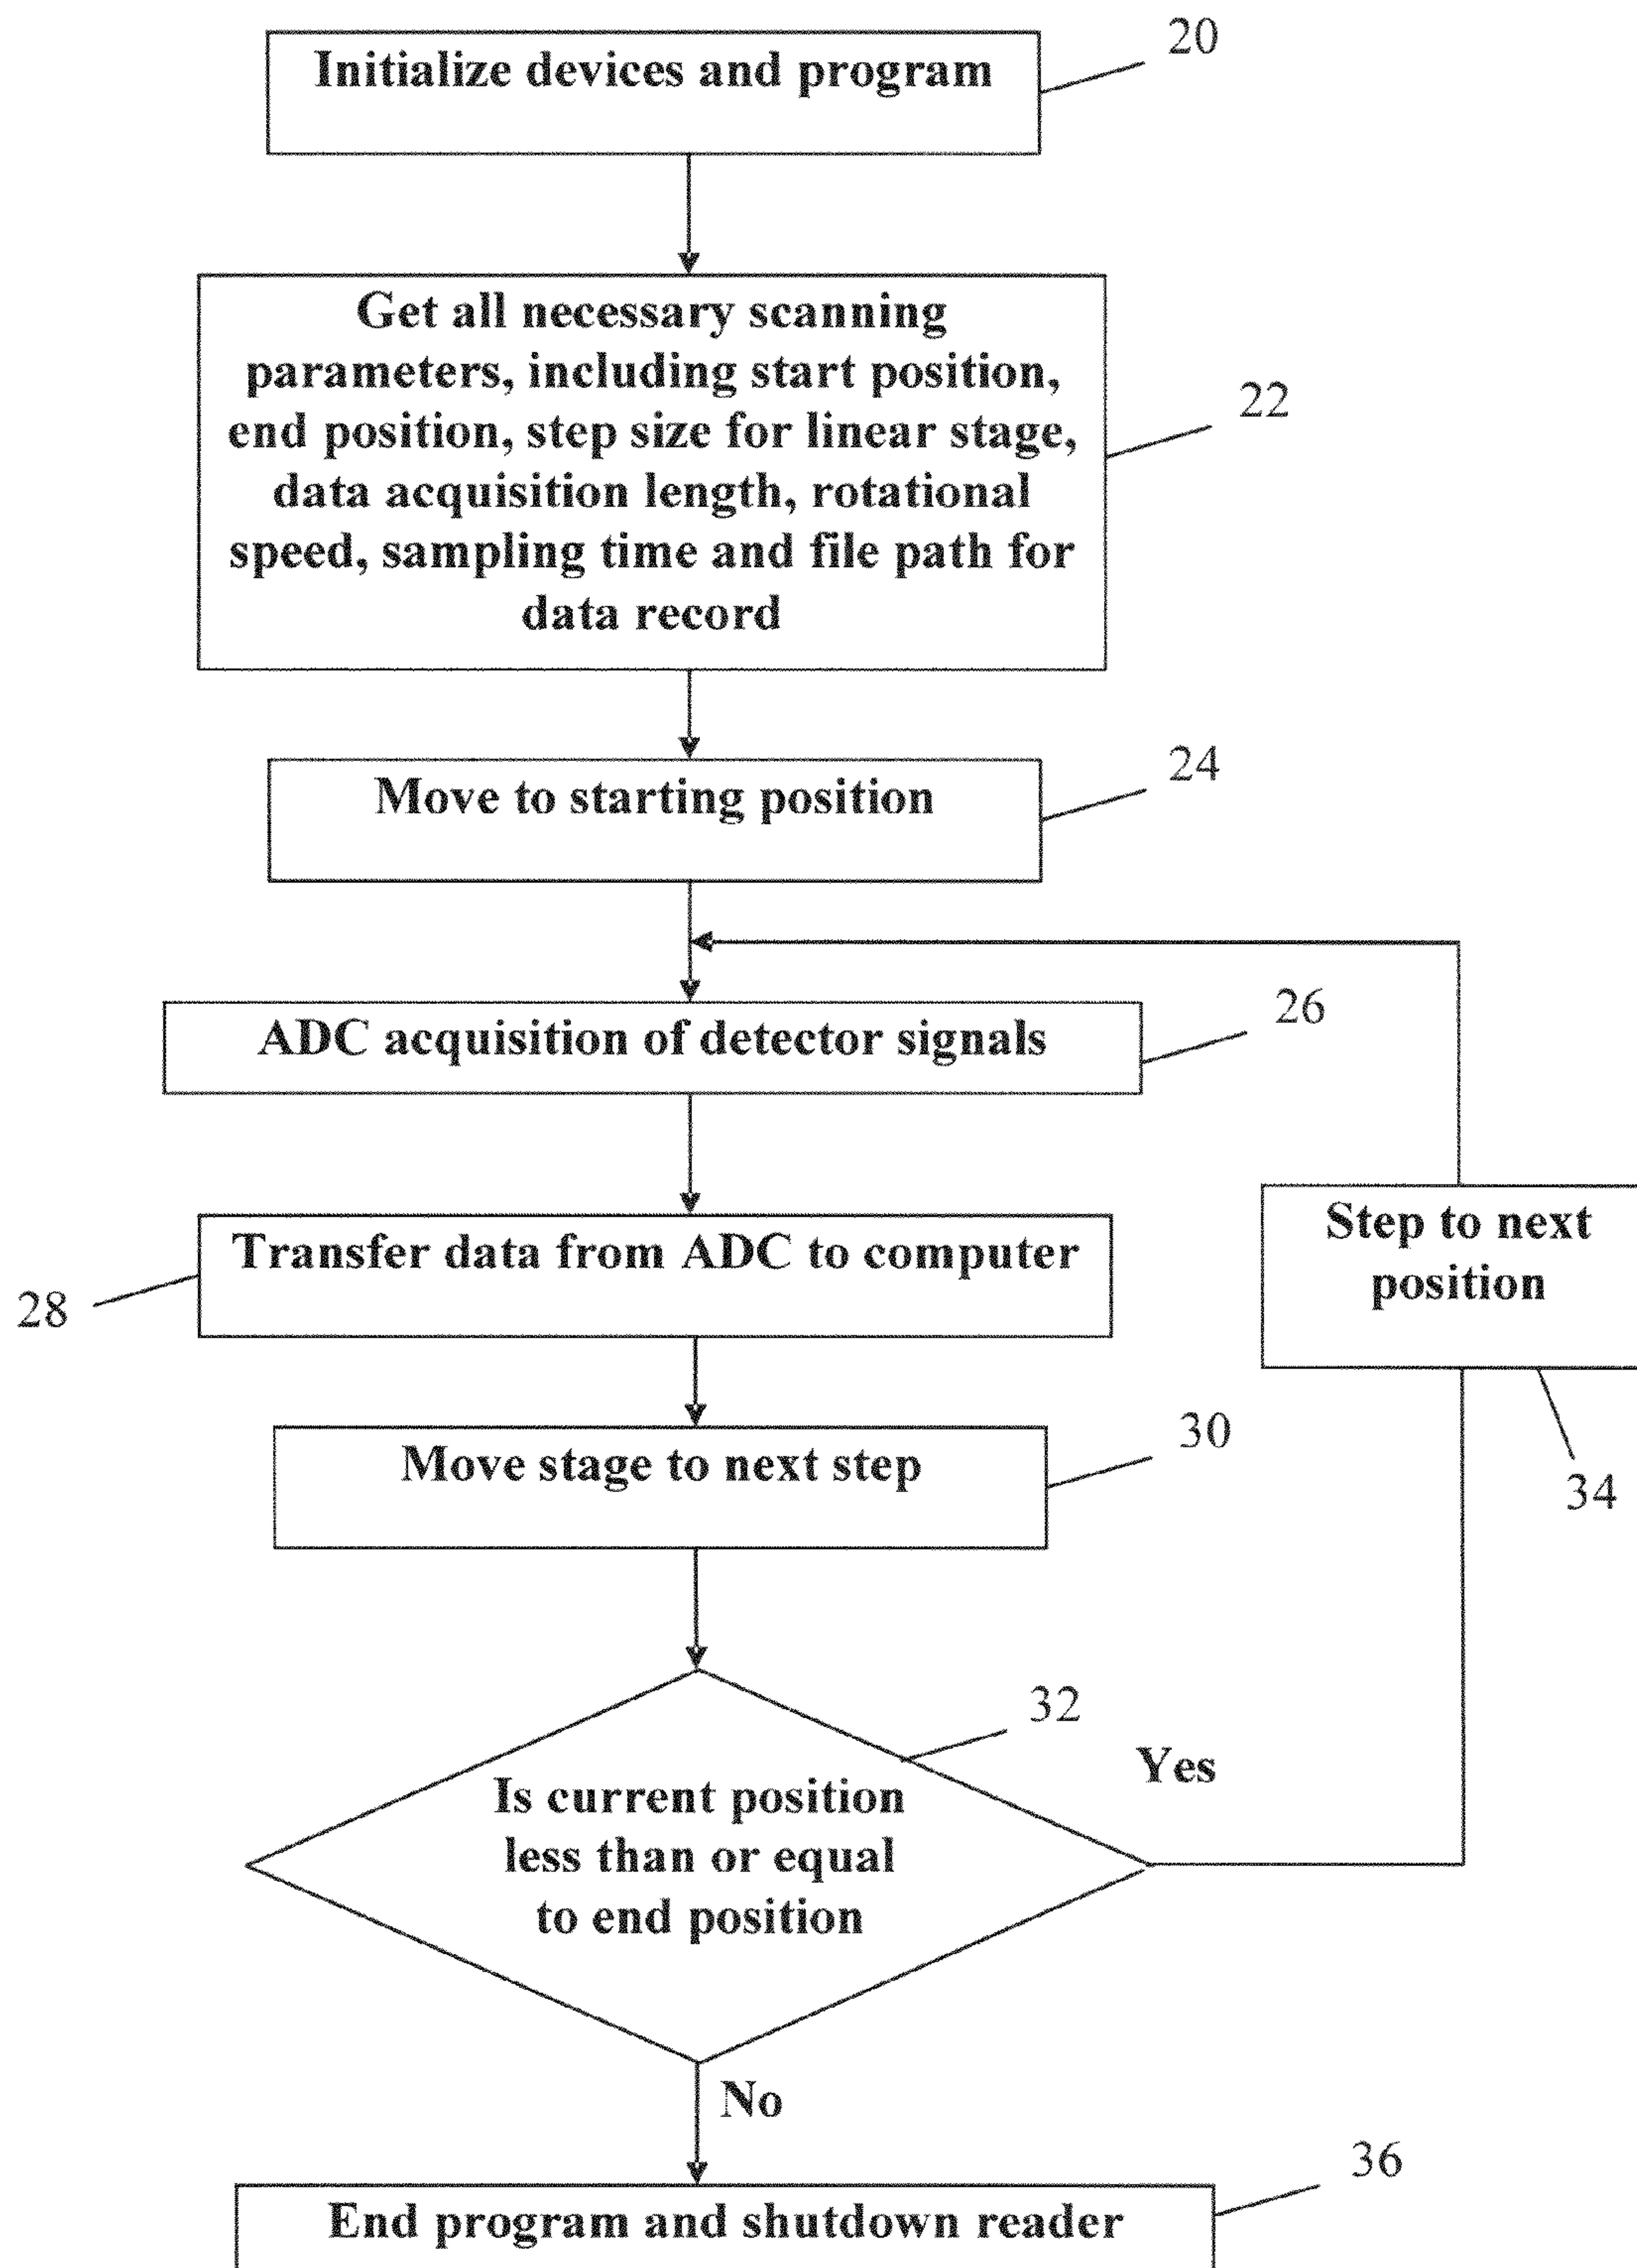 20
Initialize devices and program
Get all necessary scanning
parameters, including start position,
end position, step size for linear stage,
data acquisition length, rotational
speed, sampling time and file path for
data record
22
24
Move to starting position
26
ADC acquisition of detector signals
Transfer data from ADC to computer
28
Step to next
position
34
30
Move stage to next step
32
Yes
Is current position
less than or equal
to end position
No
36
End program and shutdown reader